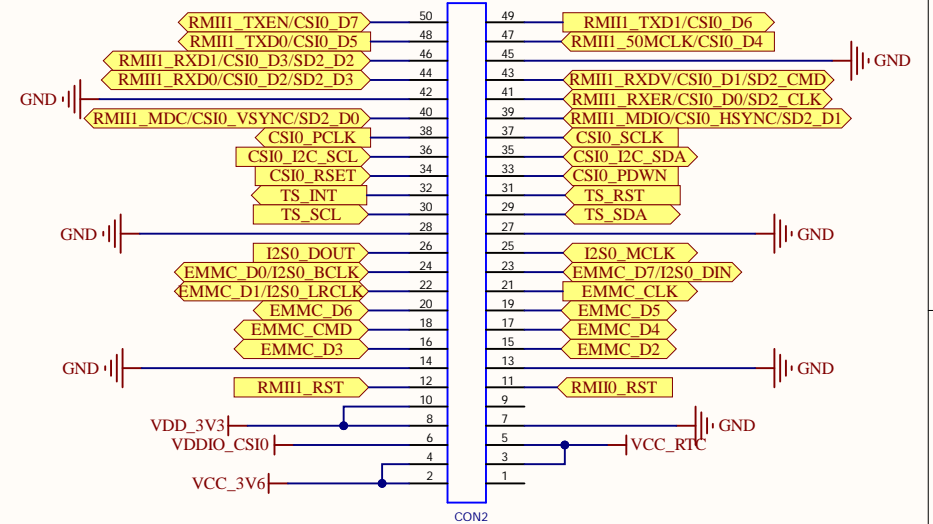 RMII1_TXEN/CSI0_D7 50 49 RMII1_TXD1/CSI0_D6
RMII1_TXD0/CSI0_D5 48 47 RMII1_50MCLK/CSI0_D4
RMII1_RXD1/CSI0_D3/SD2_D2 46 45 GND
RMII1_RXD0/CSI0_D2/SD2_D3 44 43 RMII1_RXDV/CSI0_D1/SD2_CMD
GND 42 41 RMII1_RXER/CSI0_D0/SD2_CLK
RMII1_MDC/CSI0_VSYNC/SD2_D0 40 39 RMII1_MDIO/CSI0_HSYNC/SD2_D1
CSI0_PCLK 38 37 CSI0_SCLK
CSI0_I2C_SCL 36 35 CSI0_I2C_SDA
CSI0_RSET 34 33 CSI0_PDWN
TS_INT 32 31 TS_RST
TS_SCL 30 29 TS_SDA
GND 28 27 GND
I2S0_DOUT 26 25 I2S0_MCLK
EMMC_D0/I2S0_BCLK 24 23 EMMC_D7/I2S0_DIN
EMMC_D1/I2S0_LRCLK 22 21 EMMC_CLK
EMMC_D6 20 19 EMMC_D5
EMMC_CMD 18 17 EMMC_D4
EMMC_D3 16 15 EMMC_D2
GND 14 13 GND
RMII1_RST 12 11 RMII0_RST
10 9
VDD_3V3 8 7 GND
VDDIO_CSI0 6 5 VCC_RTC
4 3
VCC_3V6 2 1
CON2